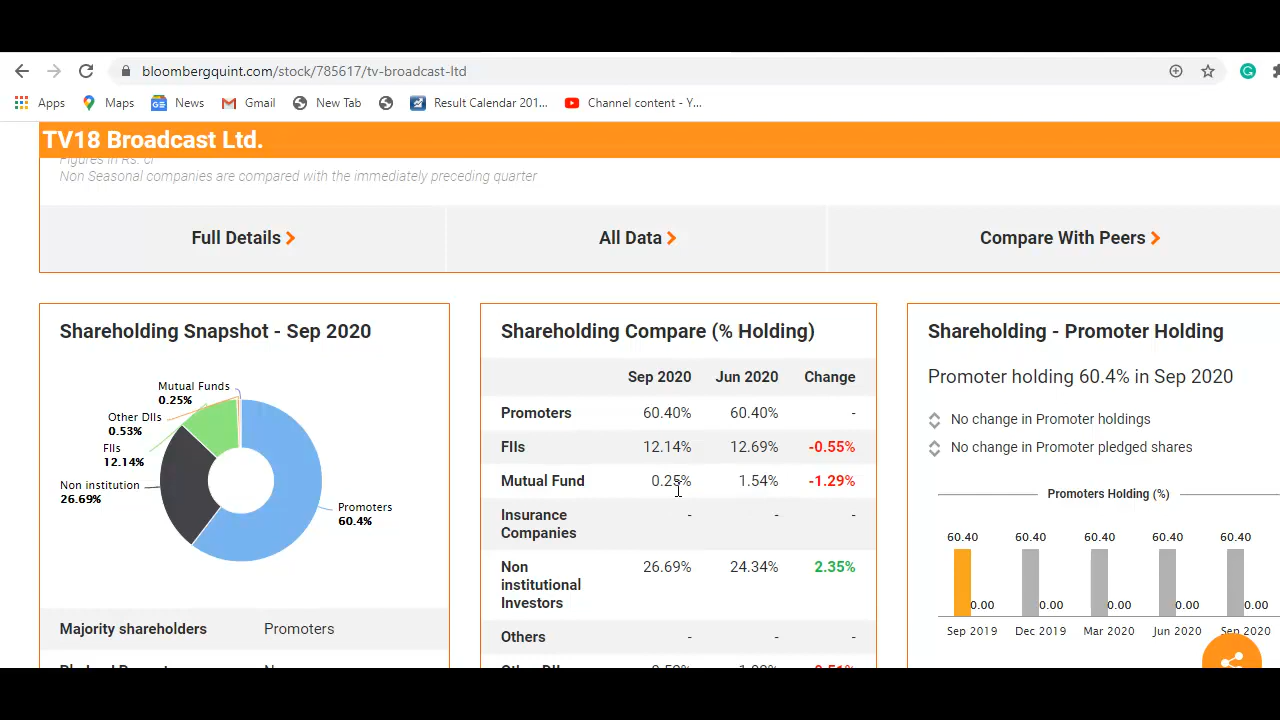 bloombergquint.com/stock/785617/tv-broadcast-ltd
Apps Maps News Gmail New Tab Result Calendar 201... Channel content - Y...
TV18 Broadcast Ltd.
Figures in Rs. Cr
Non Seasonal companies are compared with the immediately preceding quarter
Full Details All Data Compare With Peers
Shareholding Snapshot - Sep 2020
Mutual Funds
0.25%
Other DIIs
0.53%
FIIs
12.14%
Non institution
26.69%
Promoters
60.4%
Majority shareholders Promoters
Shareholding Compare (% Holding)
Sep 2020 Jun 2020 Change
Promoters 60.40% 60.40% -
FIIs 12.14% 12.69% -0.55%
Mutual Fund 0.25% 1.54% -1.29%
Insurance
Companies - - -
Non
institutional
Investors 26.69% 24.34% 2.35%
Others - - -
Shareholding - Promoter Holding
Promoter holding 60.4% in Sep 2020
No change in Promoter holdings
No change in Promoter pledged shares
Promoters Holding (%)
60.40 60.40 60.40 60.40 60.40
0.00 0.00 0.00 0.00 0.00
Sep 2019 Dec 2019 Mar 2020 Jun 2020 Sep 2020